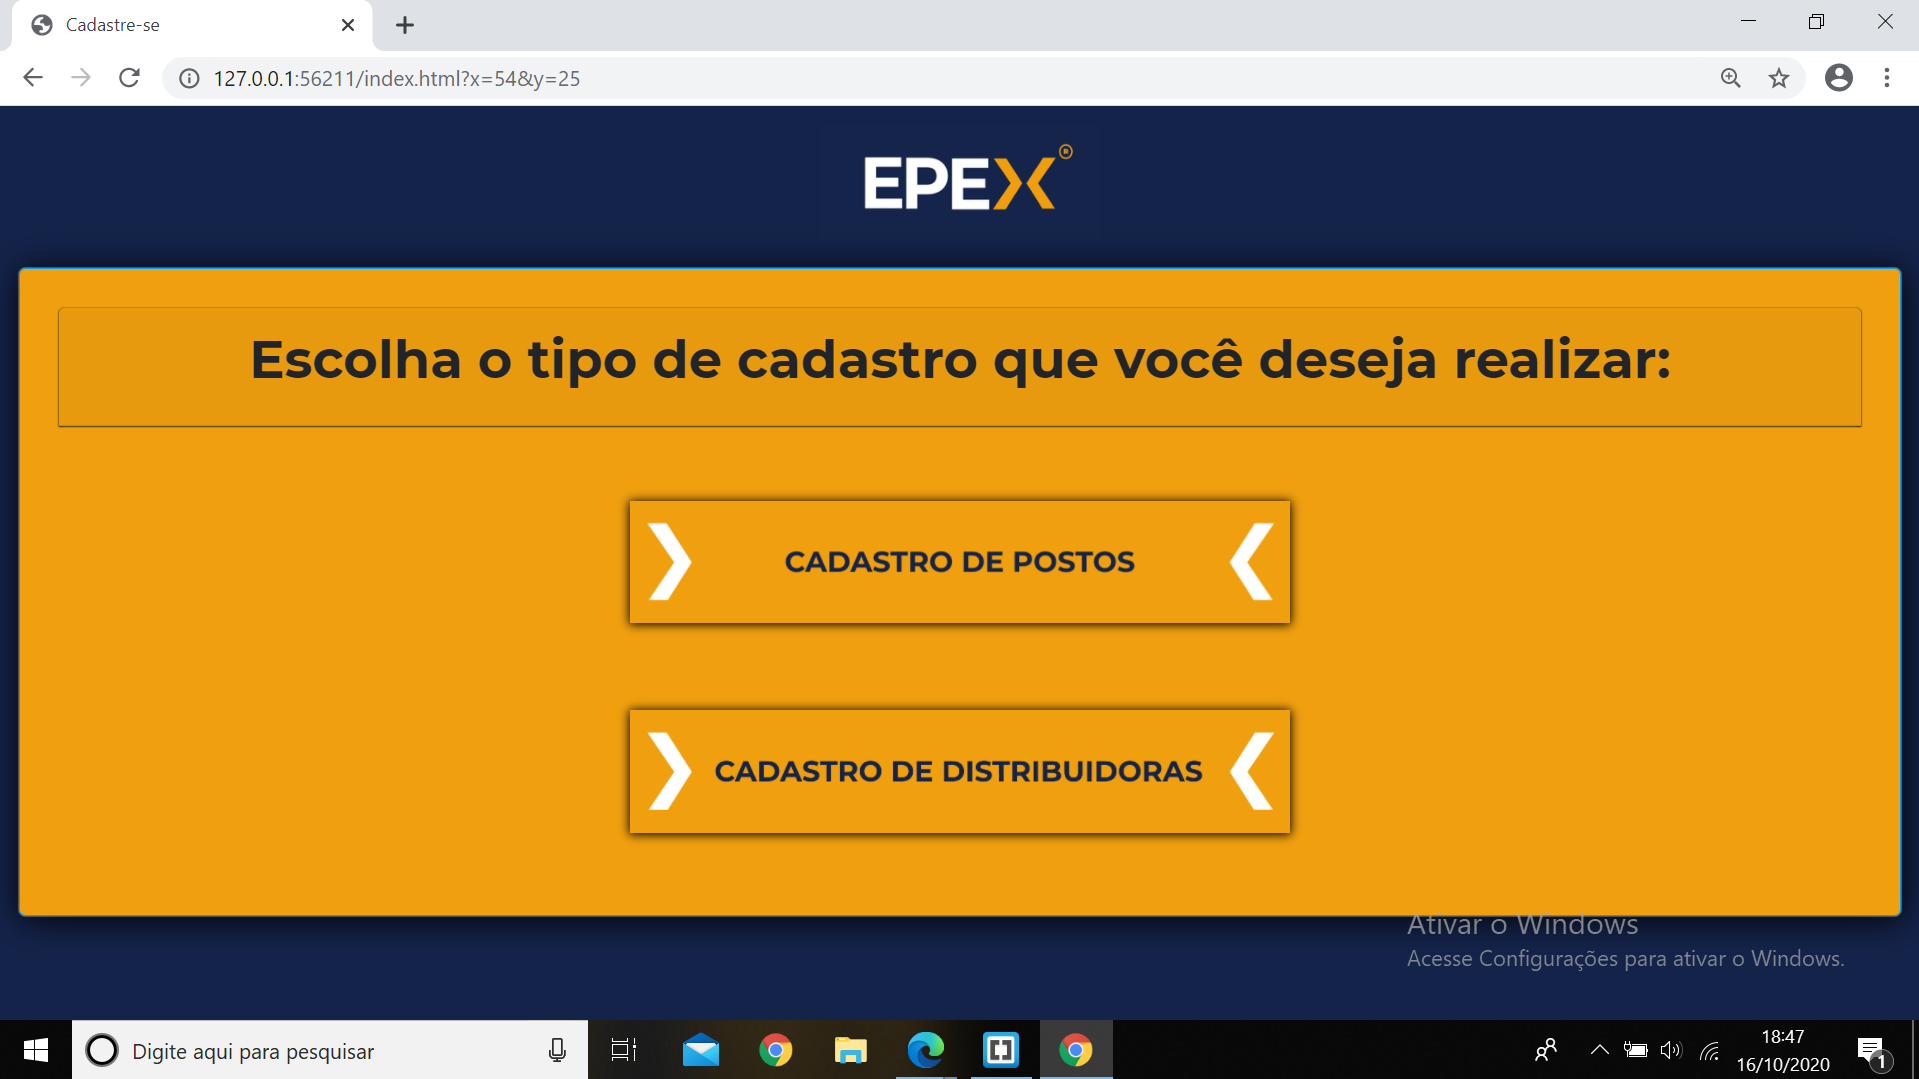 Cadastre-se
127.0.0.1:56211/index.html?x=54&y=25
EPEX®
Escolha o tipo de cadastro que você deseja realizar:
CADASTRO DE POSTOS
CADASTRO DE DISTRIBUIDORAS
Ativar o Windows
Acesse Configurações para ativar o Windows.
Digite aqui para pesquisar
18:47
16/10/2020
1